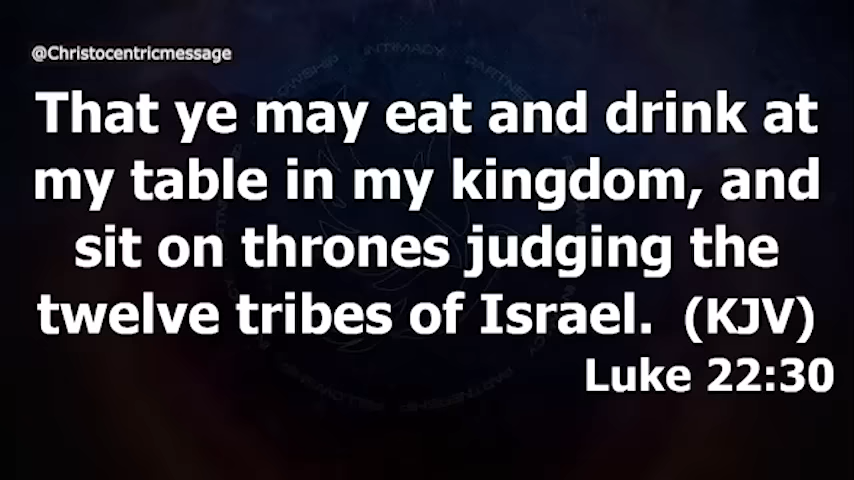 @Christocentricmessage
INTIMACY
That ye may eat and drink at
my table in my kingdom, and
sit on thrones judging the
twelve tribes of Israel. (KJV)
Luke 22:30